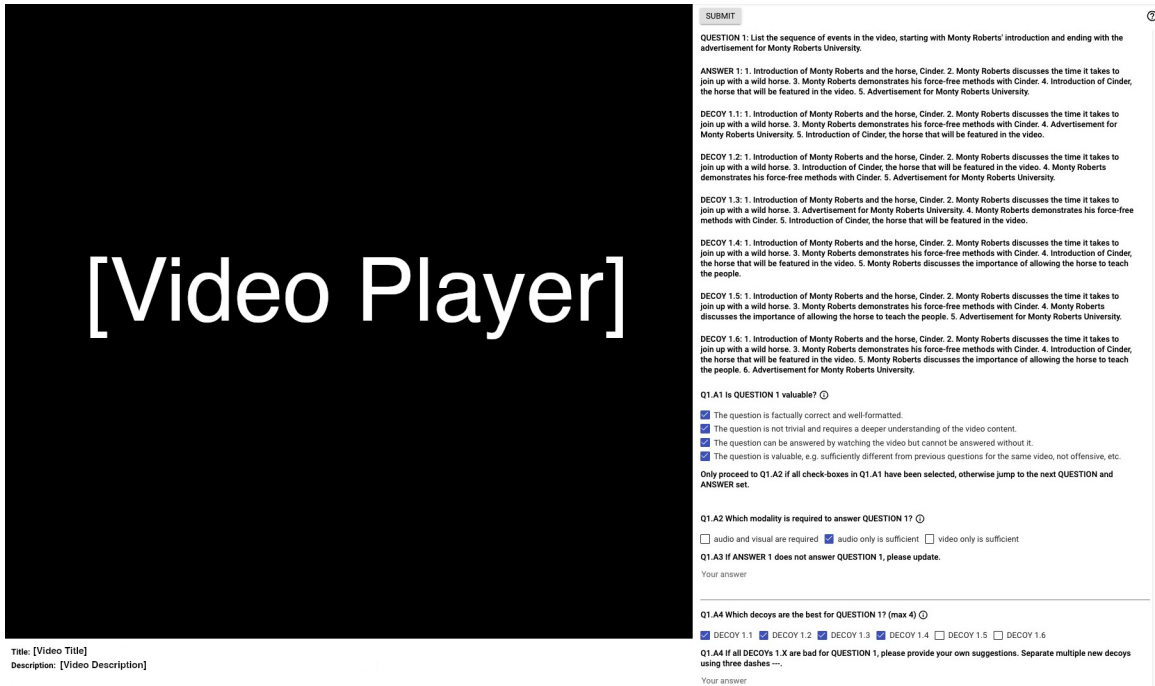 [Video Player]
Title: [Video Title]
Description: [Video Description]
SUBMIT
QUESTION 1: List the sequence of events in the video, starting with Monty Roberts' introduction and ending with the
advertisement for Monty Roberts University.
ANSWER 1: 1. Introduction of Monty Roberts and the horse, Cinder. 2. Monty Roberts discusses the time it takes to
join up with a wild horse. 3. Monty Roberts demonstrates his force-free methods with Cinder. 4. Introduction of Cinder,
the horse that will be featured in the video. 5. Advertisement for Monty Roberts University.
DECOY 1.1: 1. Introduction of Monty Roberts and the horse, Cinder. 2. Monty Roberts discusses the time it takes to
join up with a wild horse. 3. Monty Roberts demonstrates his force-free methods with Cinder. 4. Advertisement for
Monty Roberts University. 5. Introduction of Cinder, the horse that will be featured in the video.
DECOY 1.2: 1. Introduction of Monty Roberts and the horse, Cinder. 2. Monty Roberts discusses the time it takes to
join up with a wild horse. 3. Introduction of Cinder, the horse that will be featured in the video. 4. Monty Roberts
demonstrates his force-free methods with Cinder. 5. Advertisement for Monty Roberts University.
DECOY 1.3: 1. Introduction of Monty Roberts and the horse, Cinder. 2. Monty Roberts discusses the time it takes to
join up with a wild horse. 3. Advertisement for Monty Roberts University. 4. Monty Roberts demonstrates his force-free
methods with Cinder. 5. Introduction of Cinder, the horse that will be featured in the video.
DECOY 1.4: 1. Introduction of Monty Roberts and the horse, Cinder. 2. Monty Roberts discusses the time it takes to
join up with a wild horse. 3. Monty Roberts demonstrates his force-free methods with Cinder. 4. Introduction of Cinder,
the horse that will be featured in the video. 5. Monty Roberts discusses the importance of allowing the horse to teach
the people.
DECOY 1.5: 1. Introduction of Monty Roberts and the horse, Cinder. 2. Monty Roberts discusses the time it takes to
join up with a wild horse. 3. Monty Roberts demonstrates his force-free methods with Cinder. 4. Monty Roberts
discusses the importance of allowing the horse to teach the people. 5. Advertisement for Monty Roberts University.
DECOY 1.6: 1. Introduction of Monty Roberts and the horse, Cinder. 2. Monty Roberts discusses the time it takes to
join up with a wild horse. 3. Monty Roberts demonstrates his force-free methods with Cinder. 4. Introduction of Cinder,
the horse that will be featured in the video. 5. Monty Roberts discusses the importance of allowing the horse to teach
the people. 6. Advertisement for Monty Roberts University.
Q1.A1 Is QUESTION 1 valuable?
The question is factually correct and well-formatted.
The question is not trivial and requires a deeper understanding of the video content.
The question can be answered by watching the video but cannot be answered without it.
The question is valuable, e.g. sufficiently different from previous questions for the same video, not offensive, etc.
Only proceed to Q1.A2 if all check-boxes in Q1.A1 have been selected, otherwise jump to the next QUESTION and
ANSWER set.
Q1.A2 Which modality is required to answer QUESTION 1?
audio and visual are required audio only is sufficient video only is sufficient
Q1.A3 If ANSWER 1 does not answer QUESTION 1, please update.
Your answer
Q1.A4 Which decoys are the best for QUESTION 1? (max 4)
DECOY 1.1 DECOY 1.2 DECOY 1.3 DECOY 1.4 DECOY 1.5 DECOY 1.6
Q1.A4 If all DECOYs 1.X are bad for QUESTION 1, please provide your own suggestions. Separate multiple new decoys
using three dashes ---.
Your answer